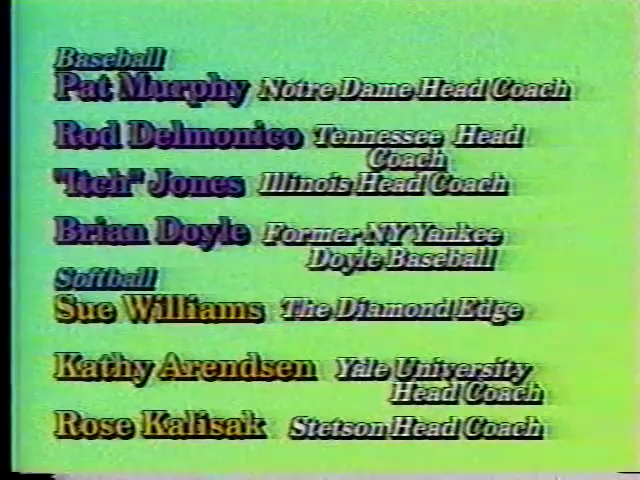 Baseball
Pat Murphy Notre Dame Head Coach
Rod Delmonico Tennessee Head
Coach
"Itch" Jones Illinois Head Coach
Brian Doyle Former NY Yankee
Doyle Baseball
Softball
Sue Williams The Diamond Edge
Kathy Arendsen Yale University
Head Coach
Rose Kalisak Stetson Head Coach